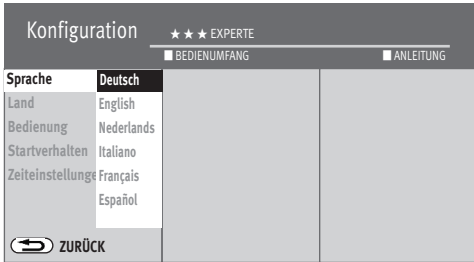 Konfiguration ★ ★ ★ EXPERTE
BEDIENUMFANG ANLEITUNG
Sprache Deutsch
Land English
Bedienung Nederlands
Startverhalten Italiano
Zeiteinstellunge Français
Español
ZURÜCK